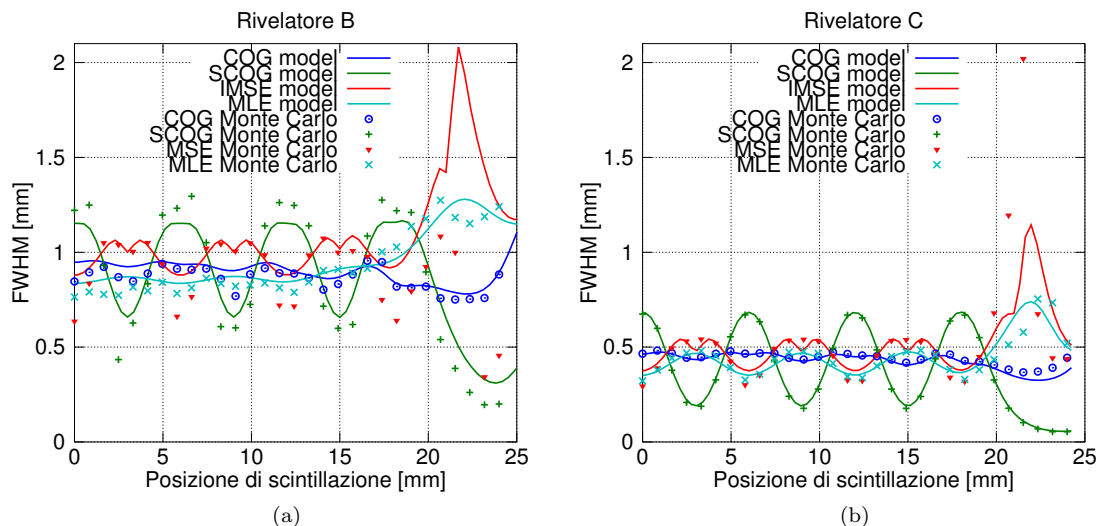 Rivelatore B
FWHM [mm]
2
1.5
1
0.5
0
COG model
SCOG model
IMSE model
MLE model
COG Monte Carlo
SCOG Monte Carlo
MSE Monte Carlo
MLE Monte Carlo
0 5 10 15 20 25
Posizione di scintillazione [mm]
(a)
Rivelatore C
FWHM [mm]
2
1.5
1
0.5
0
COG model
SCOG model
IMSE model
MLE model
COG Monte Carlo
SCOG Monte Carlo
MSE Monte Carlo
MLE Monte Carlo
0 5 10 15 20 25
Posizione di scintillazione [mm]
(b)